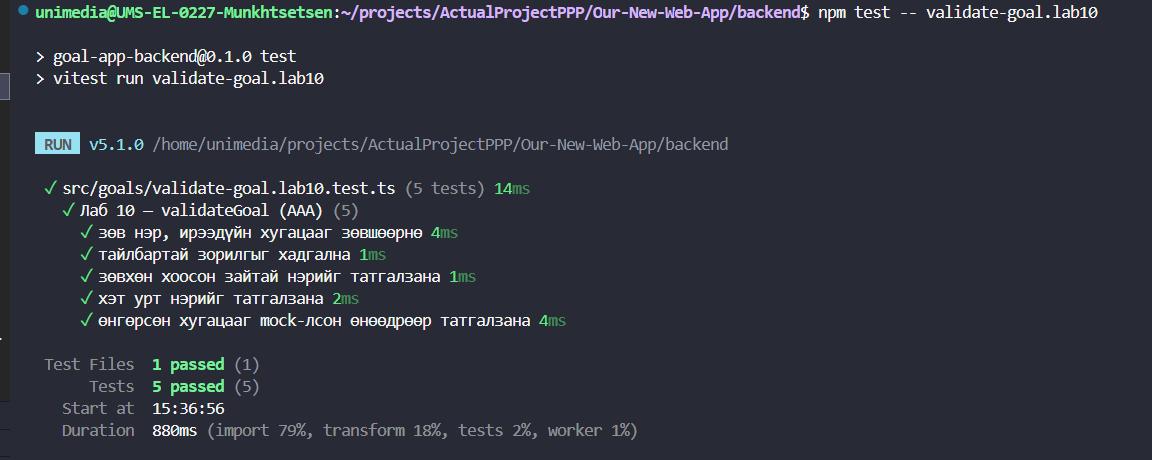 unimedia@UMS-EL-0227-Munkhtsetsen:~/projects/ActualProjectPPP/Our-New-Web-App/backend$ npm test -- validate-goal.lab10
> goal-app-backend@0.1.0 test
> vitest run validate-goal.lab10
RUN v5.1.0 /home/unimedia/projects/ActualProjectPPP/Our-New-Web-App/backend
✓ src/goals/validate-goal.lab10.test.ts (5 tests) 14ms
✓ Лаб 10 — validateGoal (AAA) (5)
✓ зөв нэр, ирээдүйн хугацааг зөвшөөрнө 4ms
✓ тайлбартай зорилгыг хадгална 1ms
✓ зөвхөн хоосон зайтай нэрийг татгалзана 1ms
✓ хэт урт нэрийг татгалзана 2ms
✓ өнгөрсөн хугацааг mock-лсон өнөөдрөөр татгалзана 4ms
Test Files 1 passed (1)
Tests 5 passed (5)
Start at 15:36:56
Duration 880ms (import 79%, transform 18%, tests 2%, worker 1%)